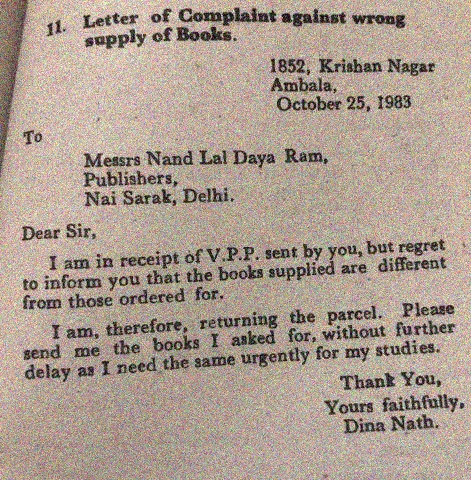 11. Letter of Complaint against wrong
supply of Books.
1852, Krishan Nagar
Ambala,
October 25, 1983
To
Messrs Nand Lal Daya Ram,
Publishers,
Nai Sarak, Delhi.
Dear Sir,
I am in receipt of V.P.P. sent by you, but regret
to inform you that the books supplied are different
from those ordered for.
I am, therefore, returning the parcel. Please
send me the books I asked for, without further
delay as I need the same urgently for my studies.
Thank You,
Yours faithfully,
Dina Nath.